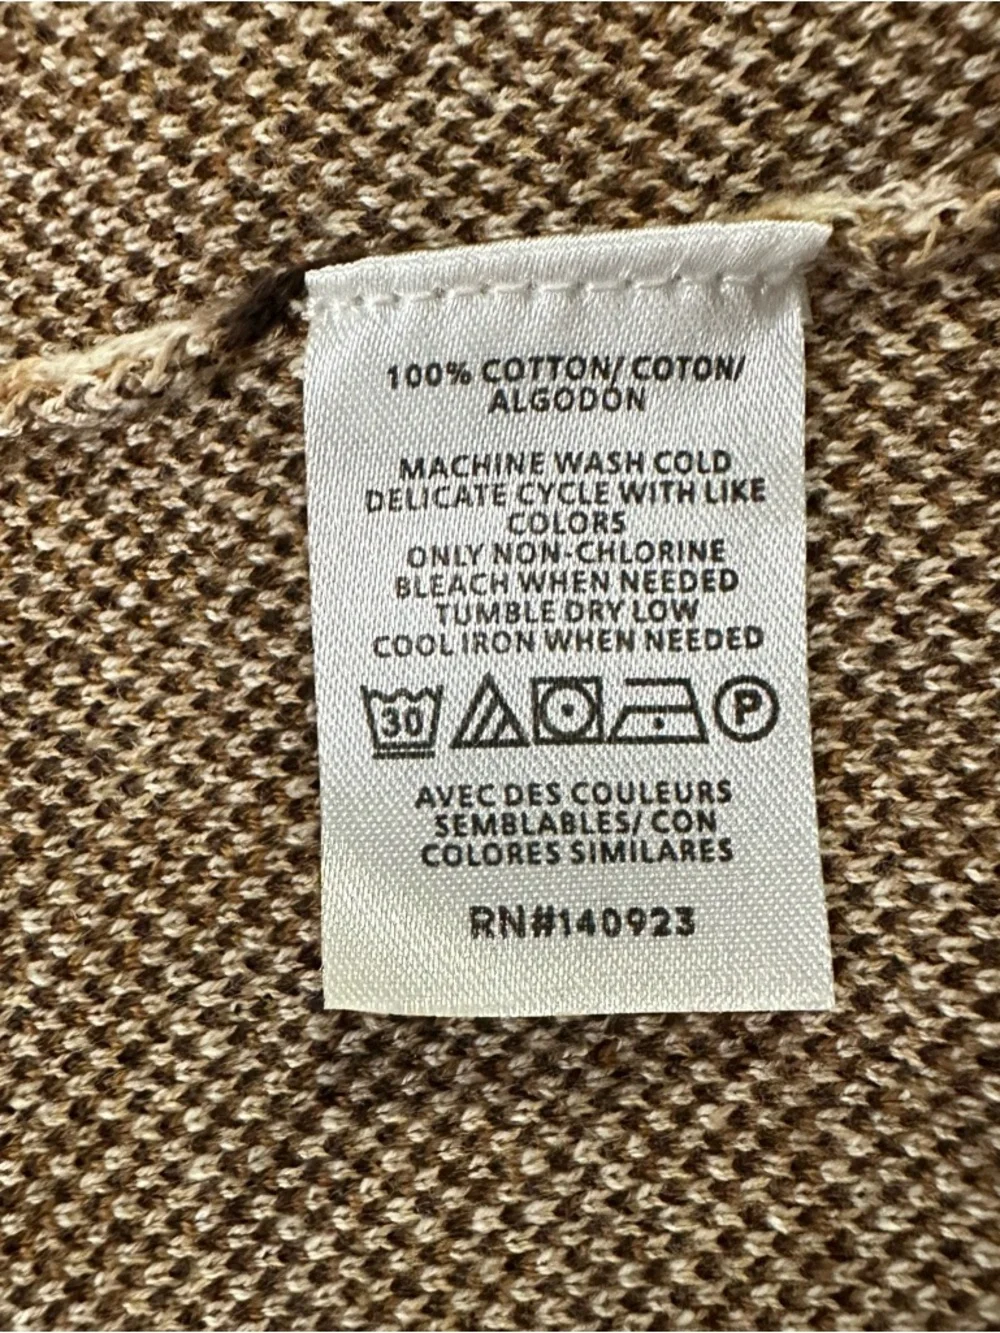 100% COTTON/ COTON/
ALGODÓN
MACHINE WASH COLD
DELICATE CYCLE WITH LIKE
COLORS
ONLY NON-CHLORINE
BLEACH WHEN NEEDED
TUMBLE DRY LOW
COOL IRON WHEN NEEDED
30 P
AVEC DES COULEURS
SEMBLABLES/ CON
COLORES SIMILARES
RN#140923